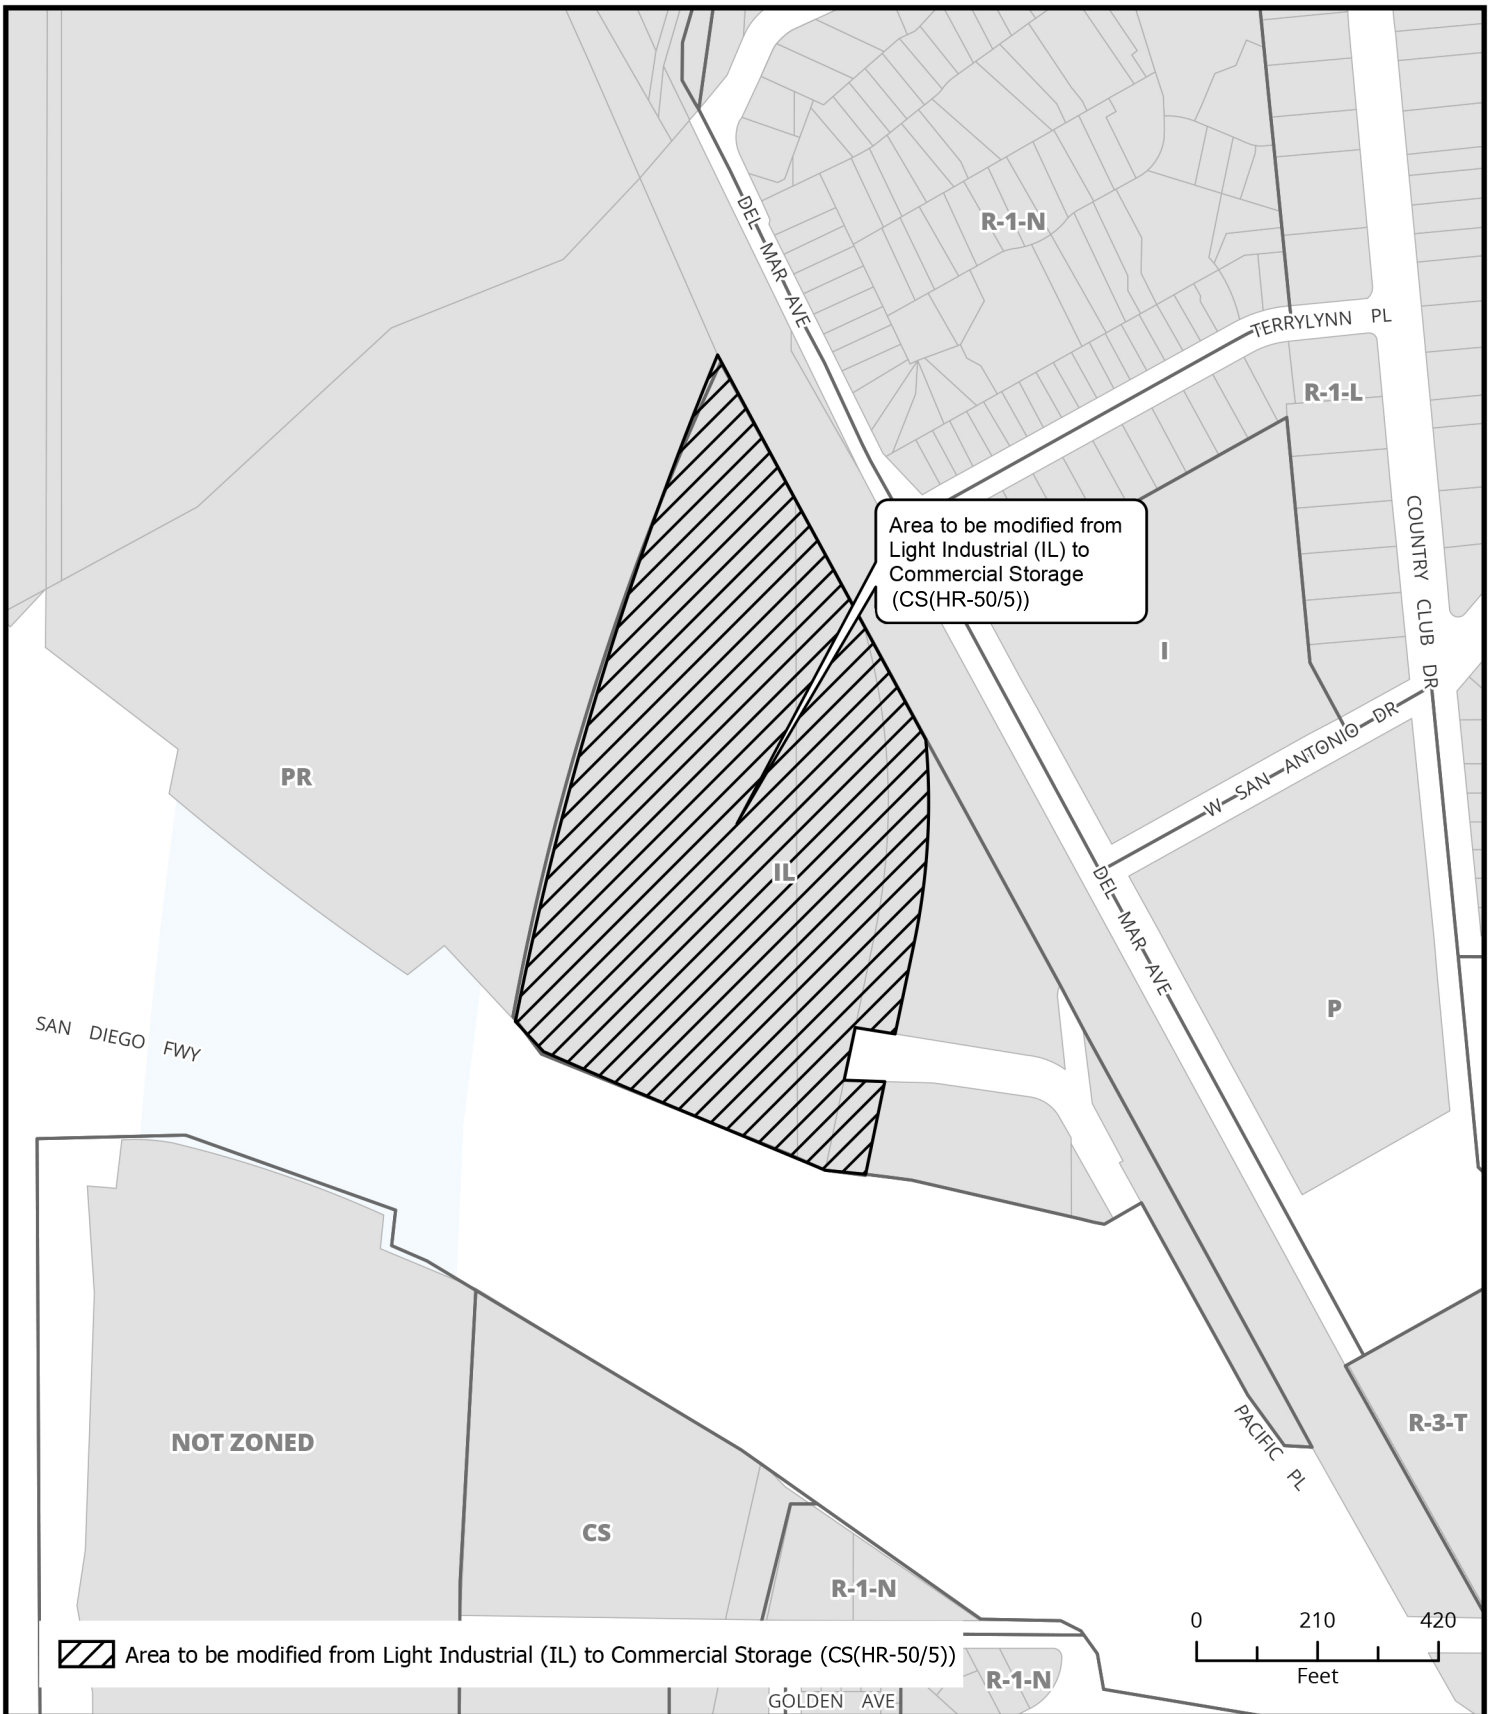 DEL MAR AVE
R-1-N
TERRYLYNN PL
R-1-L
Area to be modified from
Light Industrial (IL) to
Commercial Storage
(CS(HR-50/5))
COUNTRY CLUB DR
I
W SAN ANTONIO DR
PR
IL
DEL MAR AVE
P
SAN DIEGO FWY
PACIFIC PL
R-3-T
NOT ZONED
CS
R-1-N
0 210 420
Feet
Area to be modified from Light Industrial (IL) to Commercial Storage (CS(HR-50/5))
R-1-N
GOLDEN AVE